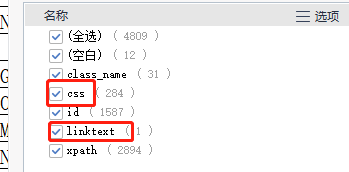 名称 选项
(全选) ( 4809 )
(空白) ( 12 )
class_name ( 31 )
css ( 284 )
id ( 1587 )
linktext ( 1 )
xpath ( 2894 )